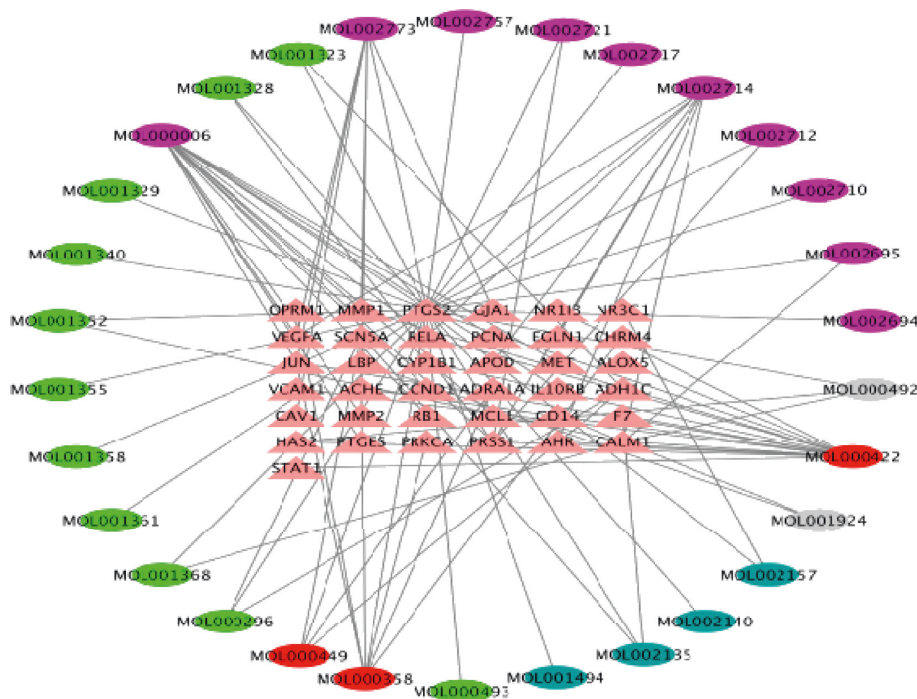 MOL002757
MOL002773
MOL002721
MOL001323
MOL002717
MOL001328
MOL002714
MOL000006
MOL002712
MOL001329
MOL002710
MOL001340
MOL002695
OPRM1 MMP1 PTGS2 GJA1 NR1I3 NR3C1
MOL001352
MOL002694
VEGFA SCN5A RELA PCNA EGLN1 CHRM4
JUN LBP CYP1B1 APOD MET ALOX5
MOL001355
VCAM1 ACHE CCND1 ADRA1A IL10RB ADH1C
MOL000492
CAV1 MMP2 RB1 MCL1 CD14 F7
HAS2 PTGES PRKCA PRSS1 AHR CALM1
MOL001358
MOL000422
STAT1
MOL001361
MOL001924
MOL001368
MOL002157
MOL000296
MOL002140
MOL000449
MOL002135
MOL000358
MOL001494
MOL000493